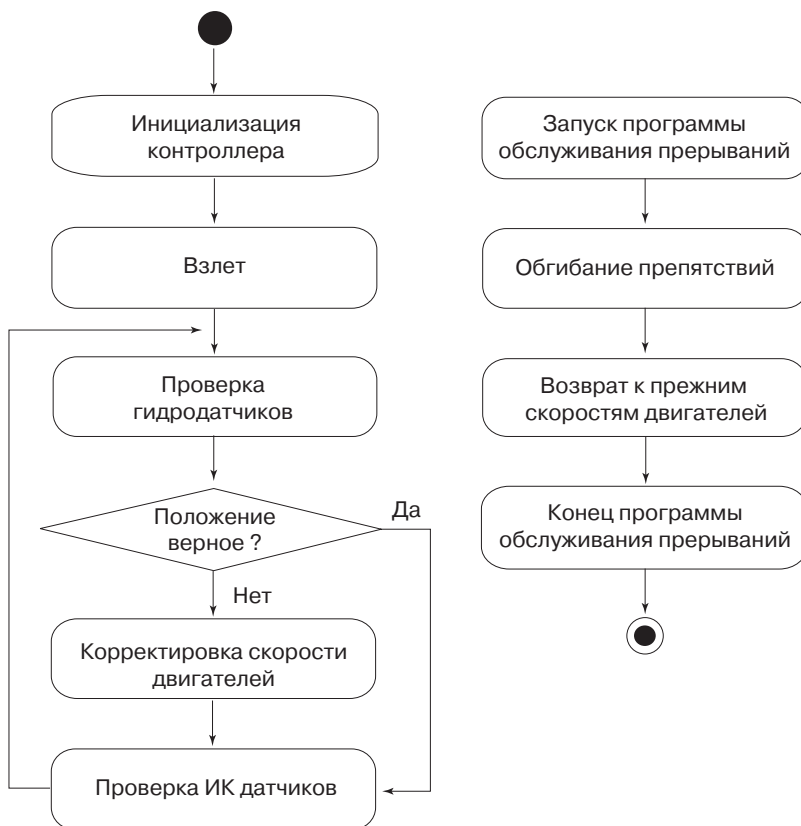 Инициализация
контроллера
Взлет
Проверка
гидродатчиков
Положение
верное ?
Да
Нет
Корректировка скорости
двигателей
Проверка ИК датчиков
Запуск программы
обслуживания прерываний
Обгибание препятствий
Возврат к прежним
скоростям двигателей
Конец программы
обслуживания прерываний